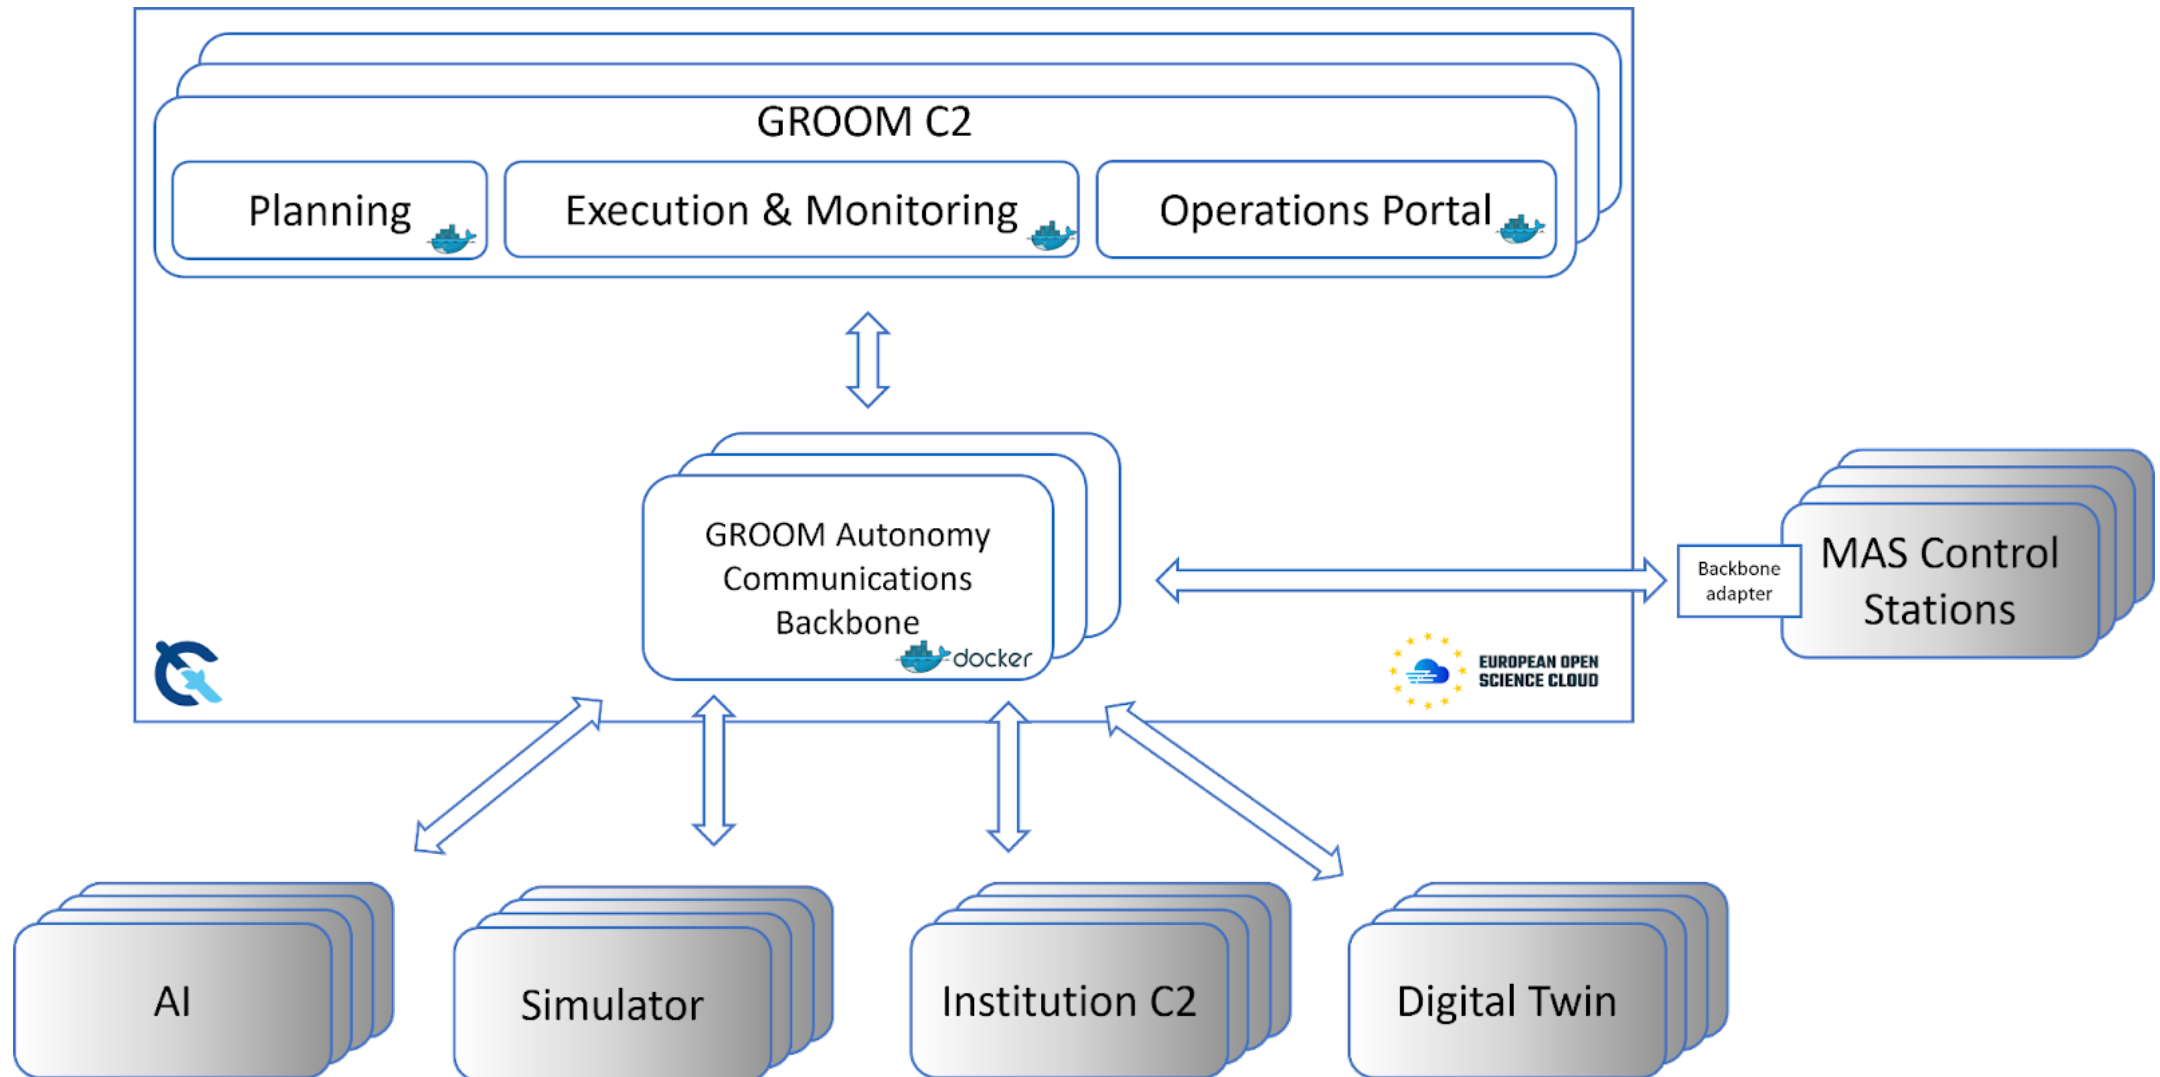 GROOM C2
Planning
Execution & Monitoring
Operations Portal
GROOM Autonomy
Communications
Backbone
docker
Backbone
adapter
MAS Control
Stations
EUROPEAN OPEN
SCIENCE CLOUD
AI
Simulator
Institution C2
Digital Twin